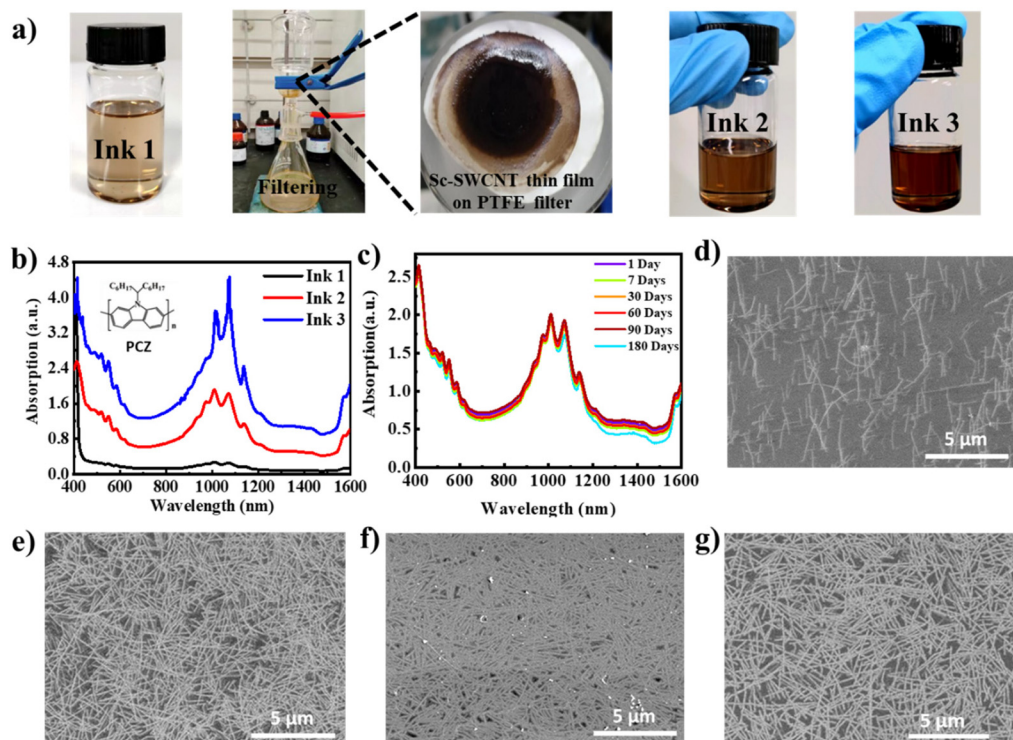 a)
Ink 1
Filtering
Sc-SWCNT thin film
on PTFE filter
Ink 2
Ink 3
b)
Absorption (a.u.)
4.8
4.0
3.2
2.4
1.6
0.8
0.0
C8H17 C8H17
N
n
PCZ
Ink 1
Ink 2
Ink 3
400 600 800 1000 1200 1400 1600
Wavelength (nm)
c)
Absorption(a.u.)
2.5
2.0
1.5
1.0
0.5
0.0
1 Day
7 Days
30 Days
60 Days
90 Days
180 Days
400 600 800 1000 1200 1400 1600
Wavelength (nm)
d)
5 μm
e)
5 μm
f)
5 μm
g)
5 μm